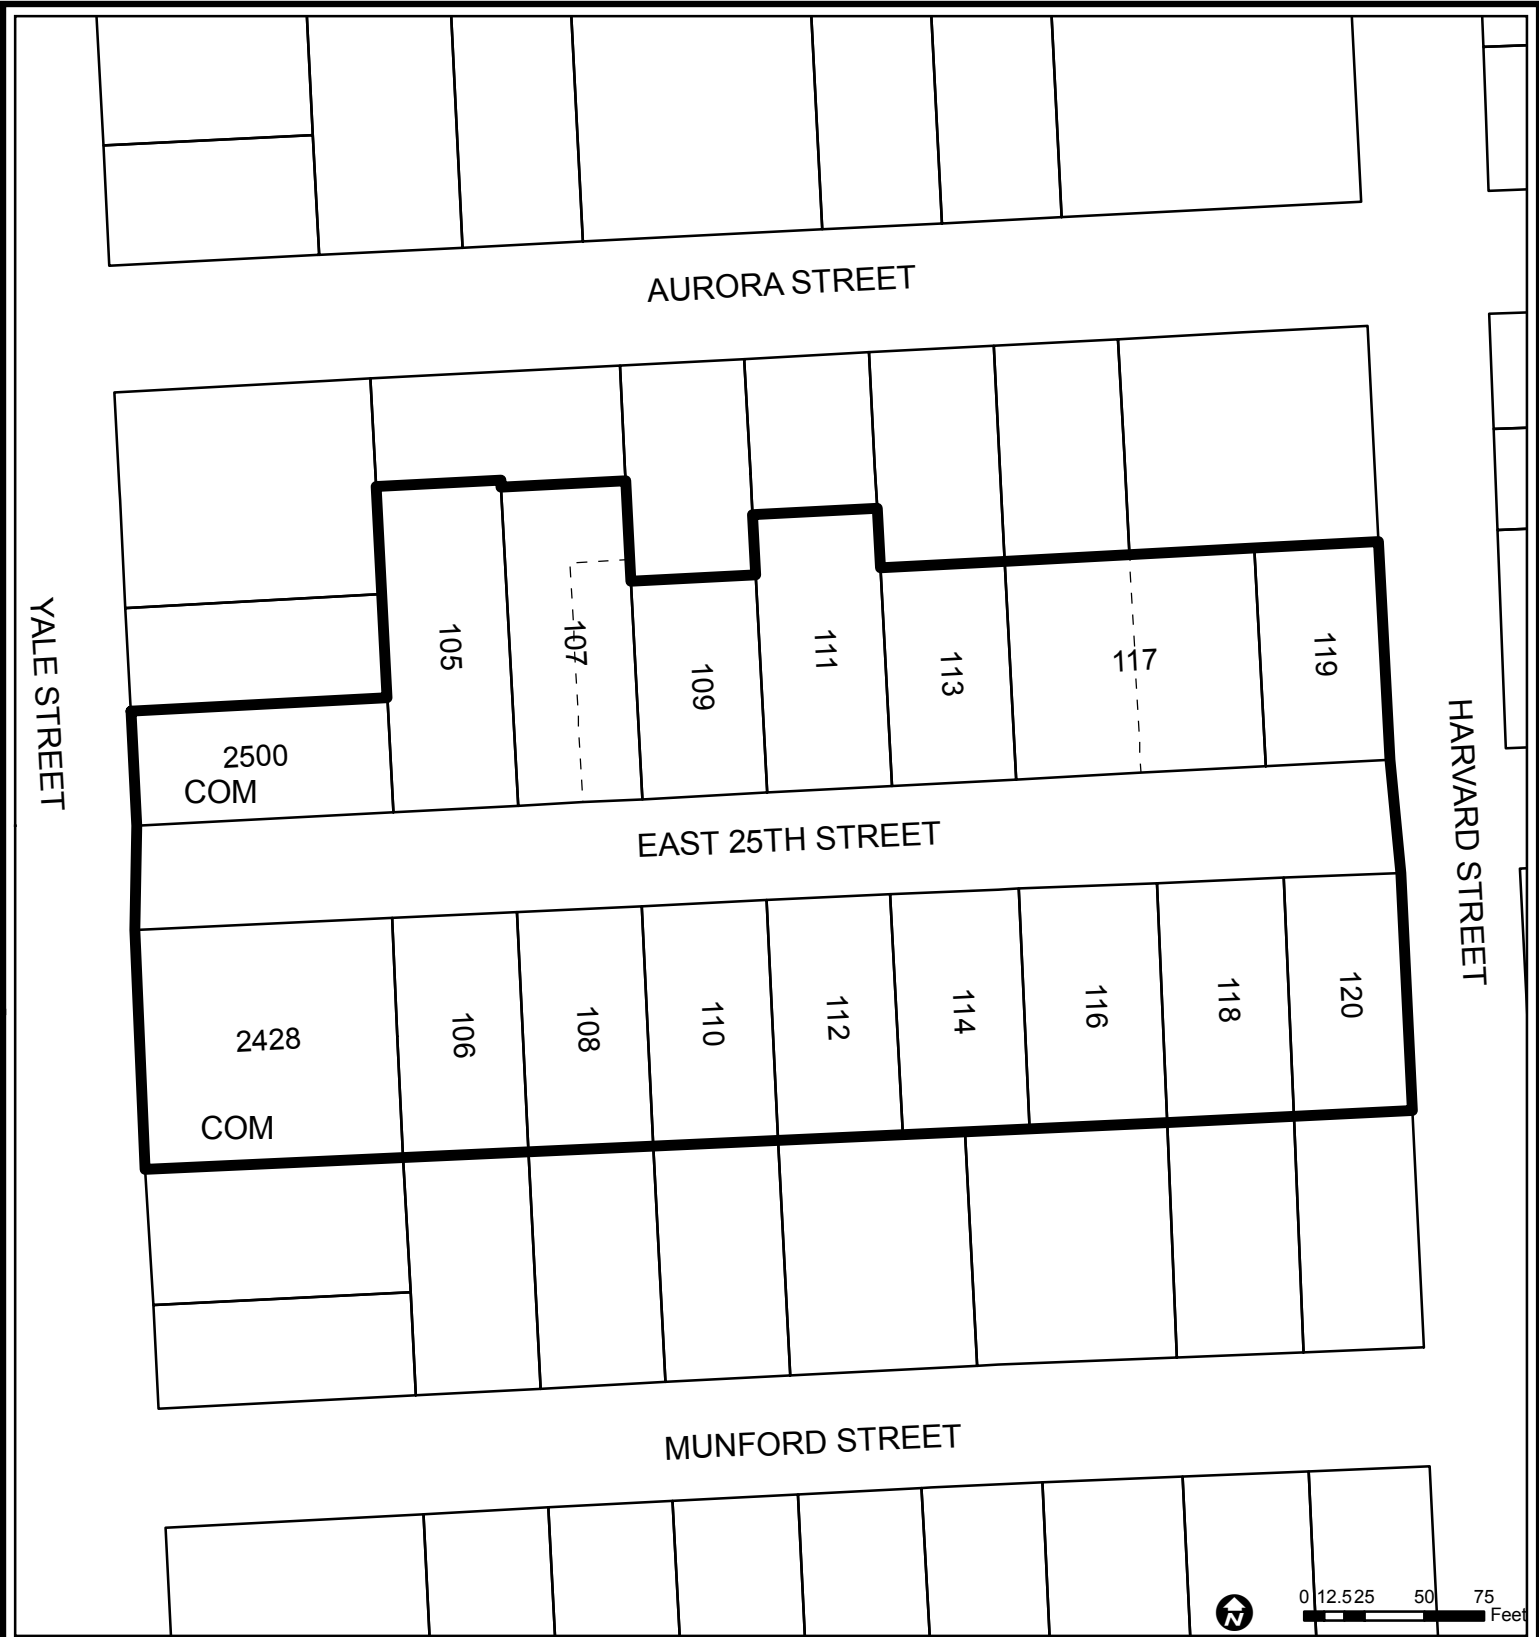 AURORA STREET
YALE STREET
HARVARD STREET
105
107
109
111
113
117
119
2500
COM
EAST 25TH STREET
2428
COM
106
108
110
112
114
116
118
120
MUNFORD STREET
N
0 12.5 25 50 75
Feet